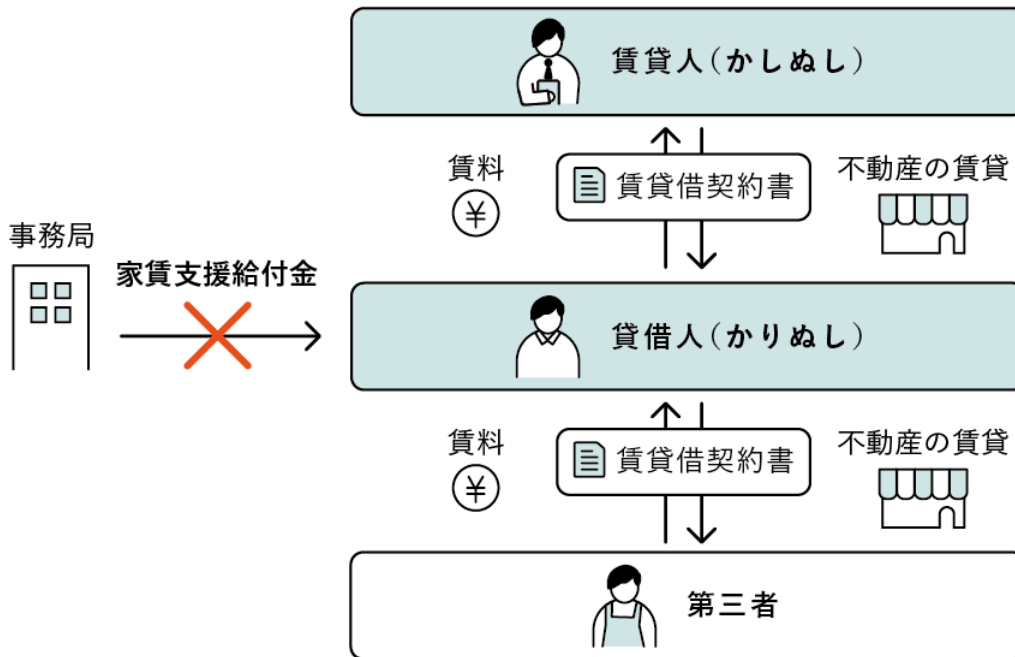 賃貸人（かしぬし）
賃料
¥
賃貸借契約書
不動産の賃貸
事務局
家賃支援給付金
貸借人（かりぬし）
賃料
¥
賃貸借契約書
不動産の賃貸
第三者